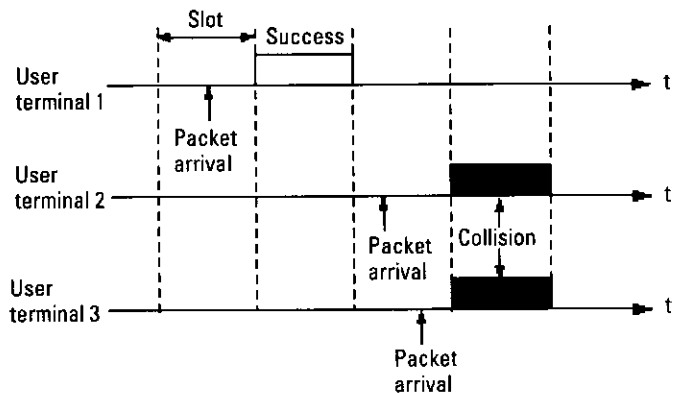 Slot
Success
User
terminal 1
t
Packet
arrival
User
terminal 2
t
Packet
arrival
Collision
User
terminal 3
t
Packet
arrival